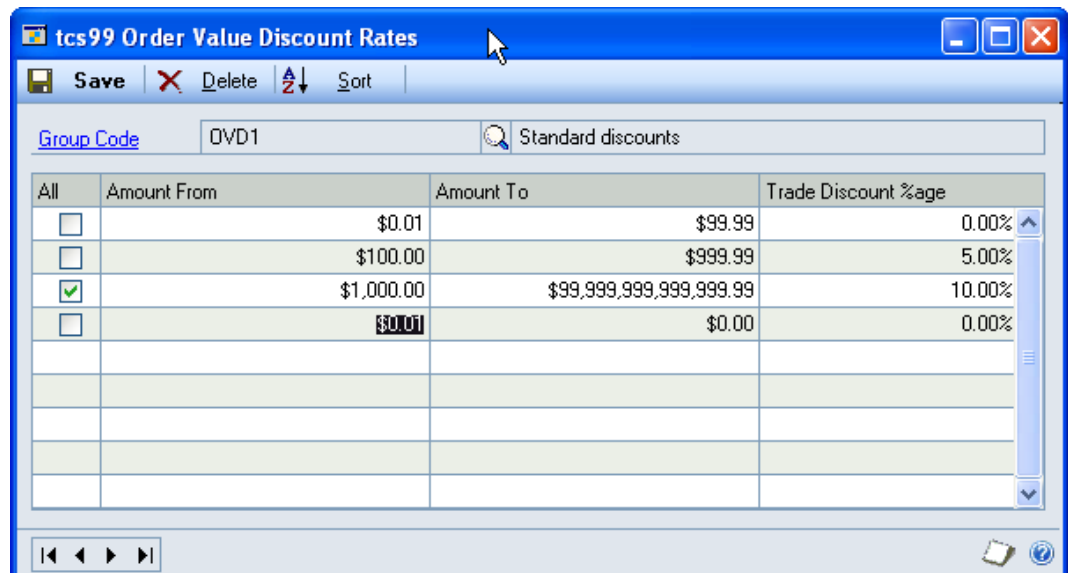 tcs99 Order Value Discount Rates
Save Delete Sort
Group Code OVD1 Standard discounts
All Amount From Amount To Trade Discount %age
$0.01 $99.99 0.00%
$100.00 $999.99 5.00%
$1,000.00 $99,999,999,999,999.99 10.00%
$0.01 $0.00 0.00%